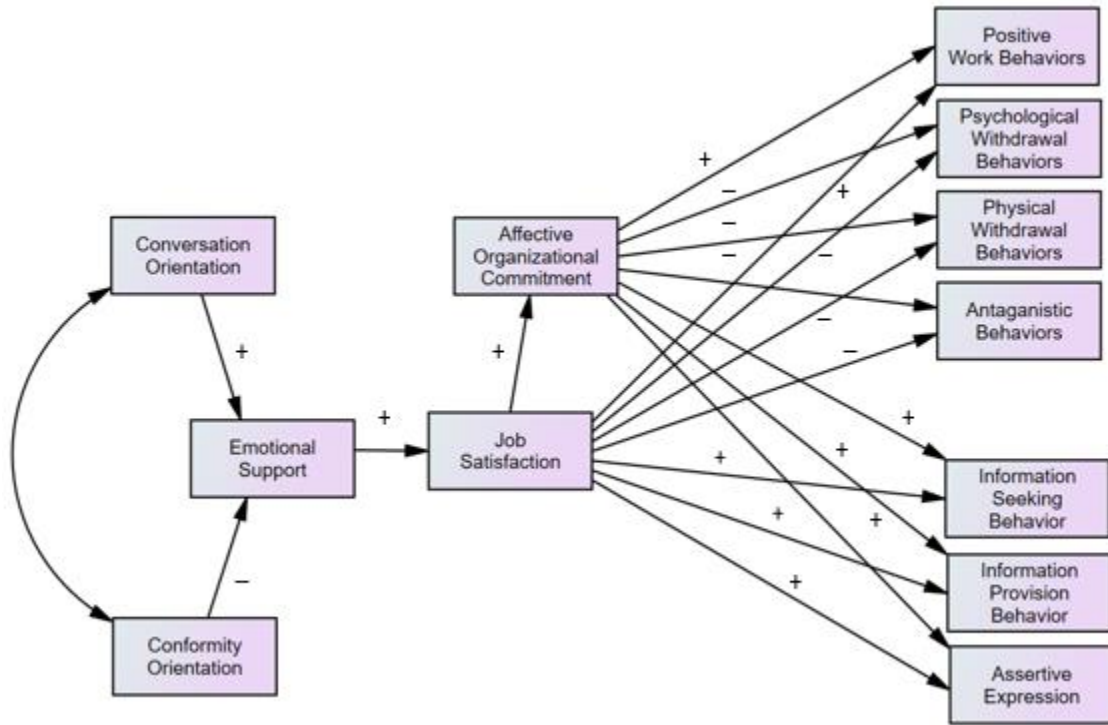 Positive
Work Behaviors
Psychological
Withdrawal
Behaviors
+
–
+
Physical
Withdrawal
Behaviors
Conversation
Orientation
Affective
Organizational
Commitment
–
–
–
Antaganistic
Behaviors
–
+
+
–
+
Emotional
Support
+
Job
Satisfaction
+
+
+
Information
Seeking
Behavior
+
+
–
+
Information
Provision
Behavior
Conformity
Orientation
Assertive
Expression